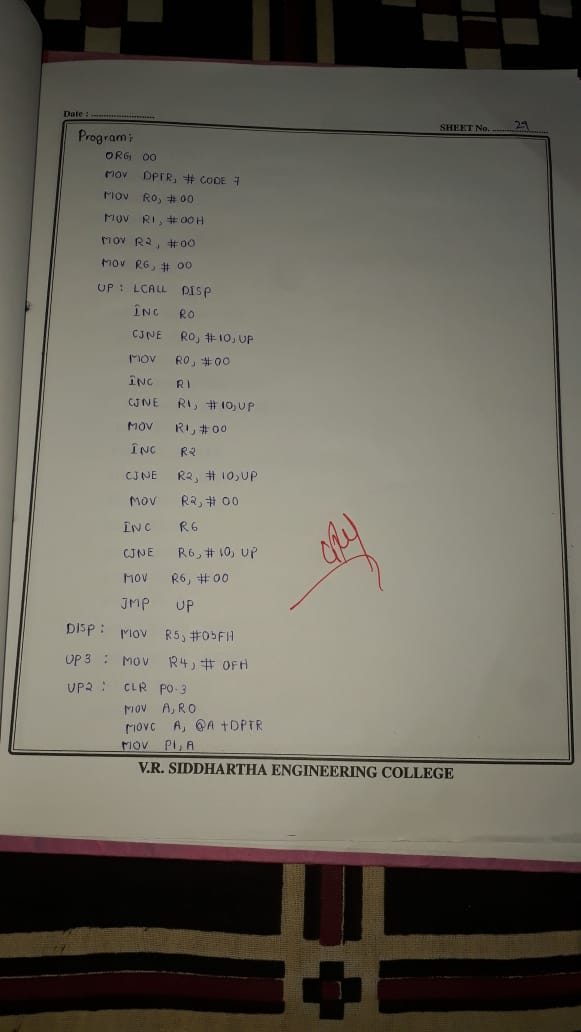 Date : ..........................
SHEET No. ........29........
Program:
ORG 00
MOV DPTR, # CODE 7
MOV R0, #00
MOV R1, #00H
MOV R2, #00
MOV R6, # 00
UP : LCALL DISP
INC R0
CJNE R0, #10, UP
MOV R0, #00
INC R1
CJNE R1, #10, UP
MOV R1, #00
INC R2
CJNE R2, #10, UP
MOV R2, # 00
INC R6
CJNE R6, #10, UP
MOV R6, #00
JMP UP
DISP : MOV R5, #05FH
UP3 : MOV R4, # 0FH
UP2 : CLR P0.3
MOV A, R0
MOVC A, @A+DPTR
MOV P1, A
V.R. SIDDHARTHA ENGINEERING COLLEGE